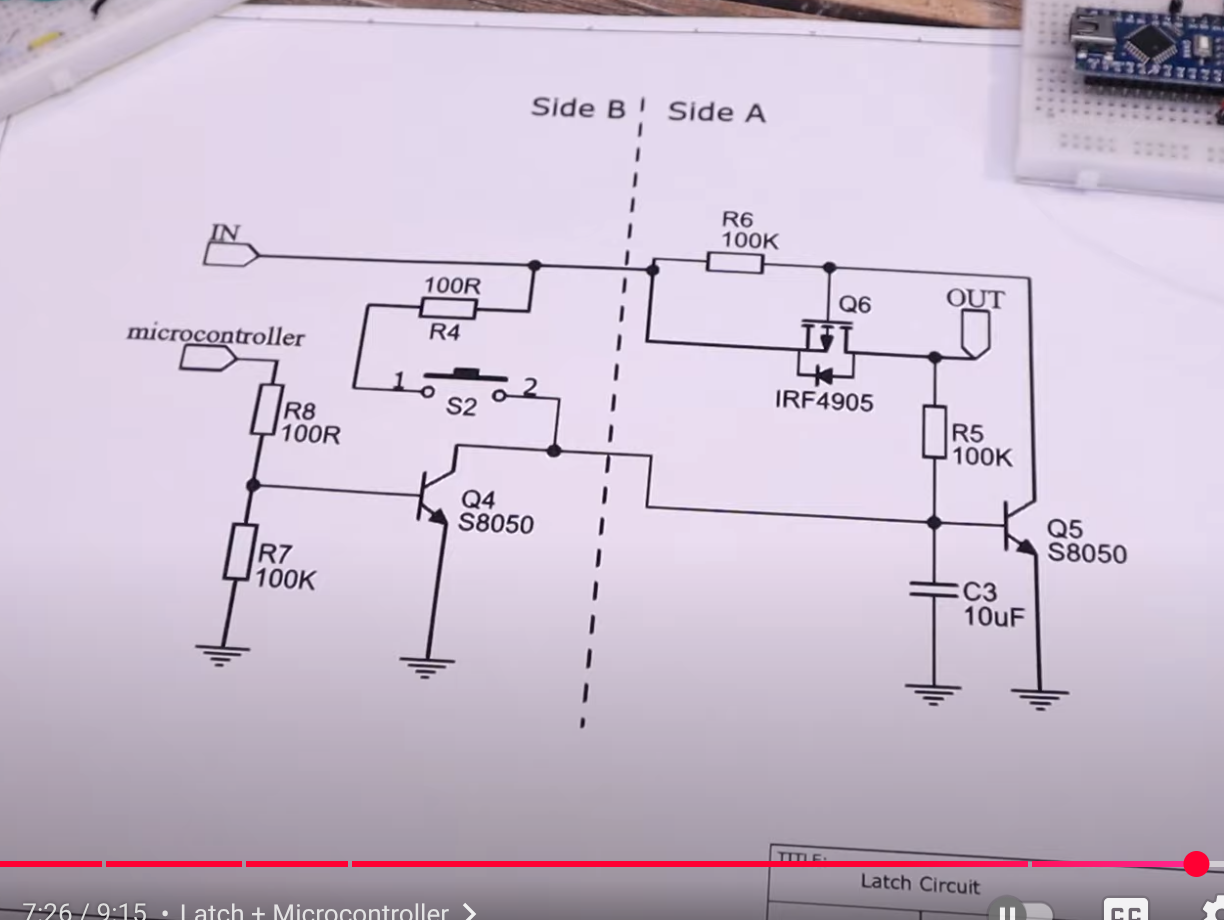 Side B
Side A
IN
R6
100K
100R
R4
Q6
OUT
microcontroller
1
2
S2
IRF4905
R8
100R
R5
100K
Q4
S8050
Q5
S8050
R7
100K
C3
10uF
TITLE:
Latch Circuit
7:26 / 9:15 • Latch + Microcontroller
CC